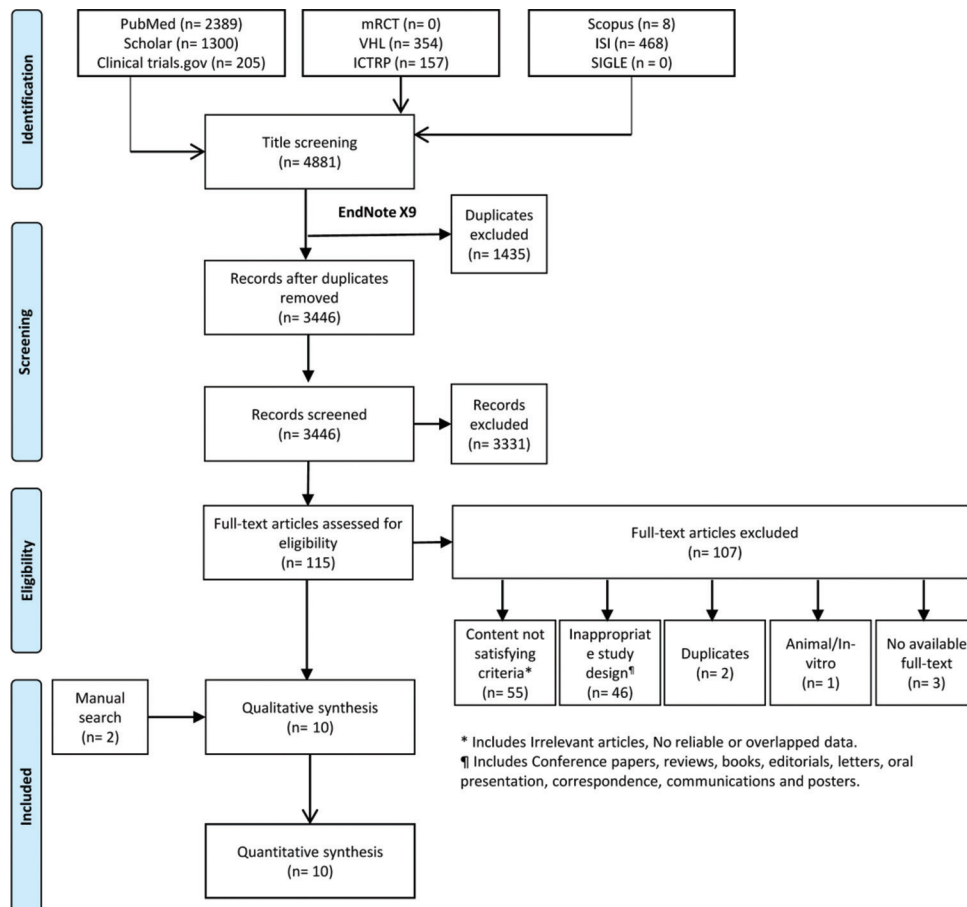 PubMed (n= 2389)
Scholar (n= 1300)
Clinical trials.gov (n= 205)
mRCT (n= 0)
VHL (n= 354)
ICTRP (n= 157)
Scopus (n= 8)
ISI (n= 468)
SIGLE (n = 0)
Identification
Title screening
(n= 4881)
EndNote X9
Duplicates
excluded
(n= 1435)
Screening
Records after duplicates
removed
(n= 3446)
Records screened
(n= 3446)
Records
excluded
(n= 3331)
Eligibility
Full-text articles assessed for
eligibility
(n= 115)
Full-text articles excluded
(n= 107)
Content not
satisfying
criteria*
(n= 55)
Inappropriat
e study
design¶
(n= 46)
Duplicates
(n= 2)
Animal/In-
vitro
(n= 1)
No available
full-text
(n= 3)
Included
Manual
search
(n= 2)
Qualitative synthesis
(n= 10)
* Includes Irrelevant articles, No reliable or overlapped data.
¶ Includes Conference papers, reviews, books, editorials, letters, oral
presentation, correspondence, communications and posters.
Quantitative synthesis
(n= 10)